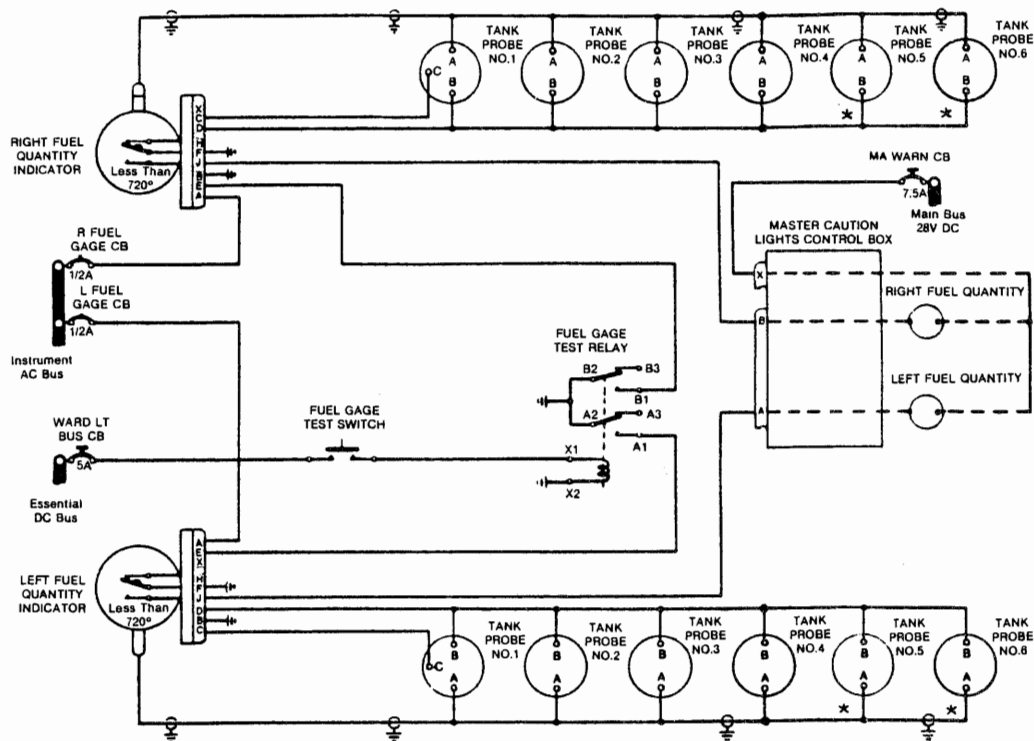 TANK
PROBE
NO.1
TANK
PROBE
NO.2
TANK
PROBE
NO.3
TANK
PROBE
NO.4
TANK
PROBE
NO.5
TANK
PROBE
NO.6
C
A
B
A
B
A
B
A
B
A
B
A
B
*
*
RIGHT FUEL
QUANTITY
INDICATOR
Less Than
720°
X
C
D
H
F
J
B
E
A
MA WARN CB
7.5A
Main Bus
28V DC
R FUEL
GAGE CB
1/2A
L FUEL
GAGE CB
1/2A
Instrument
AC Bus
MASTER CAUTION
LIGHTS CONTROL BOX
X
B
A
RIGHT FUEL QUANTITY
LEFT FUEL QUANTITY
FUEL GAGE
TEST RELAY
B2
B3
B1
A2
A3
A1
X1
X2
FUEL GAGE
TEST SWITCH
WARD LT
BUS CB
5A
Essential
DC Bus
LEFT FUEL
QUANTITY
INDICATOR
Less Than
720°
A
E
X
H
F
J
D
B
C
TANK
PROBE
NO.1
TANK
PROBE
NO.2
TANK
PROBE
NO.3
TANK
PROBE
NO.4
TANK
PROBE
NO.5
TANK
PROBE
NO.6
C
B
A
B
A
B
A
B
A
B
A
B
A
*
*